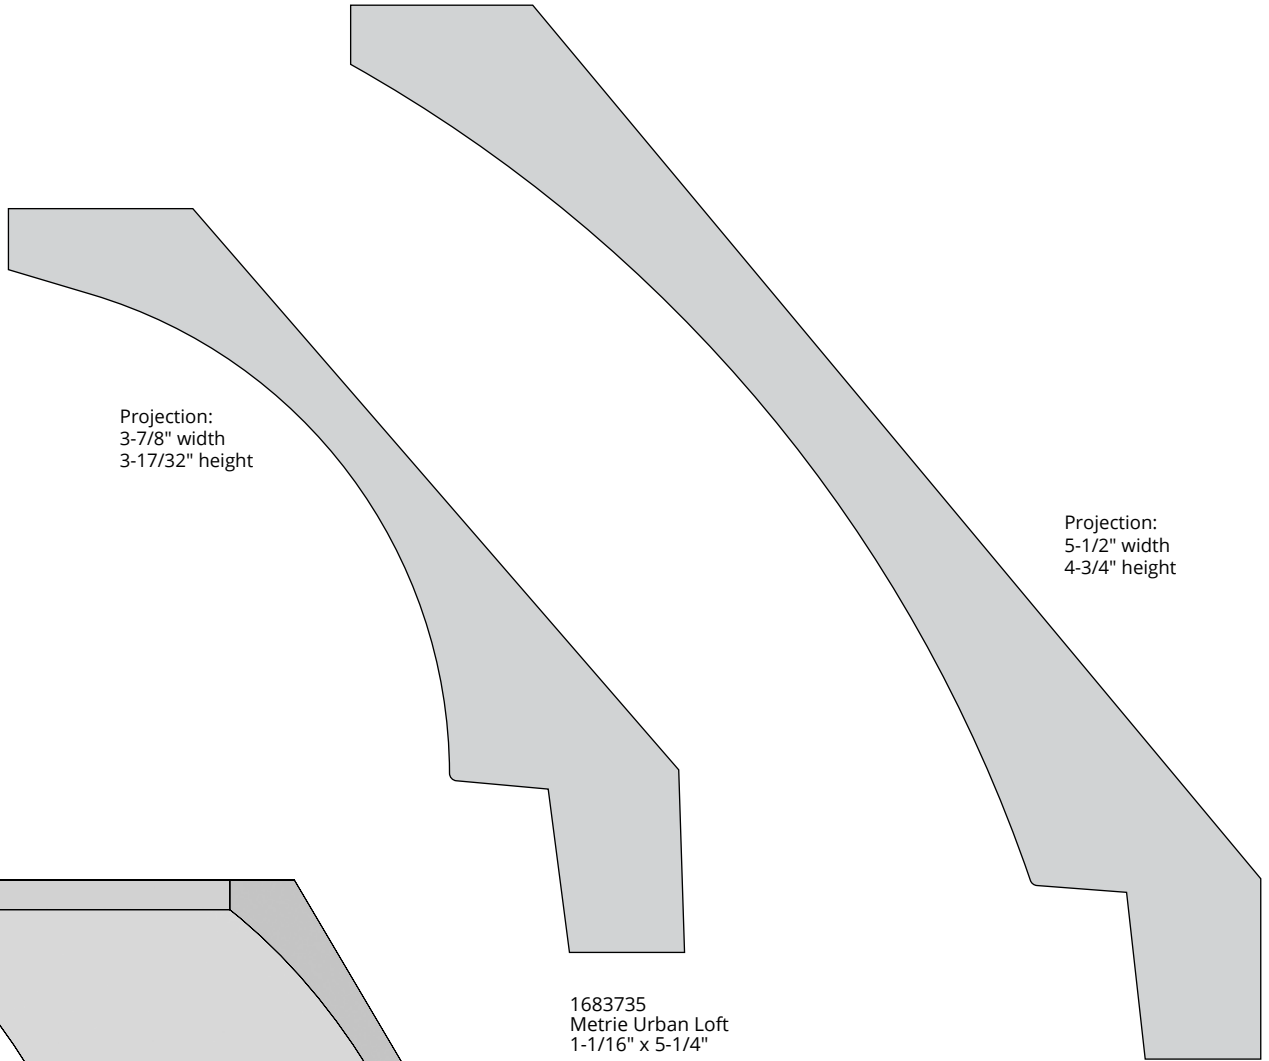 Projection:
3-7/8" width
3-17/32" height
Projection:
5-1/2" width
4-3/4" height
1683735
Metrie Urban Loft
1-1/16" x 5-1/4"